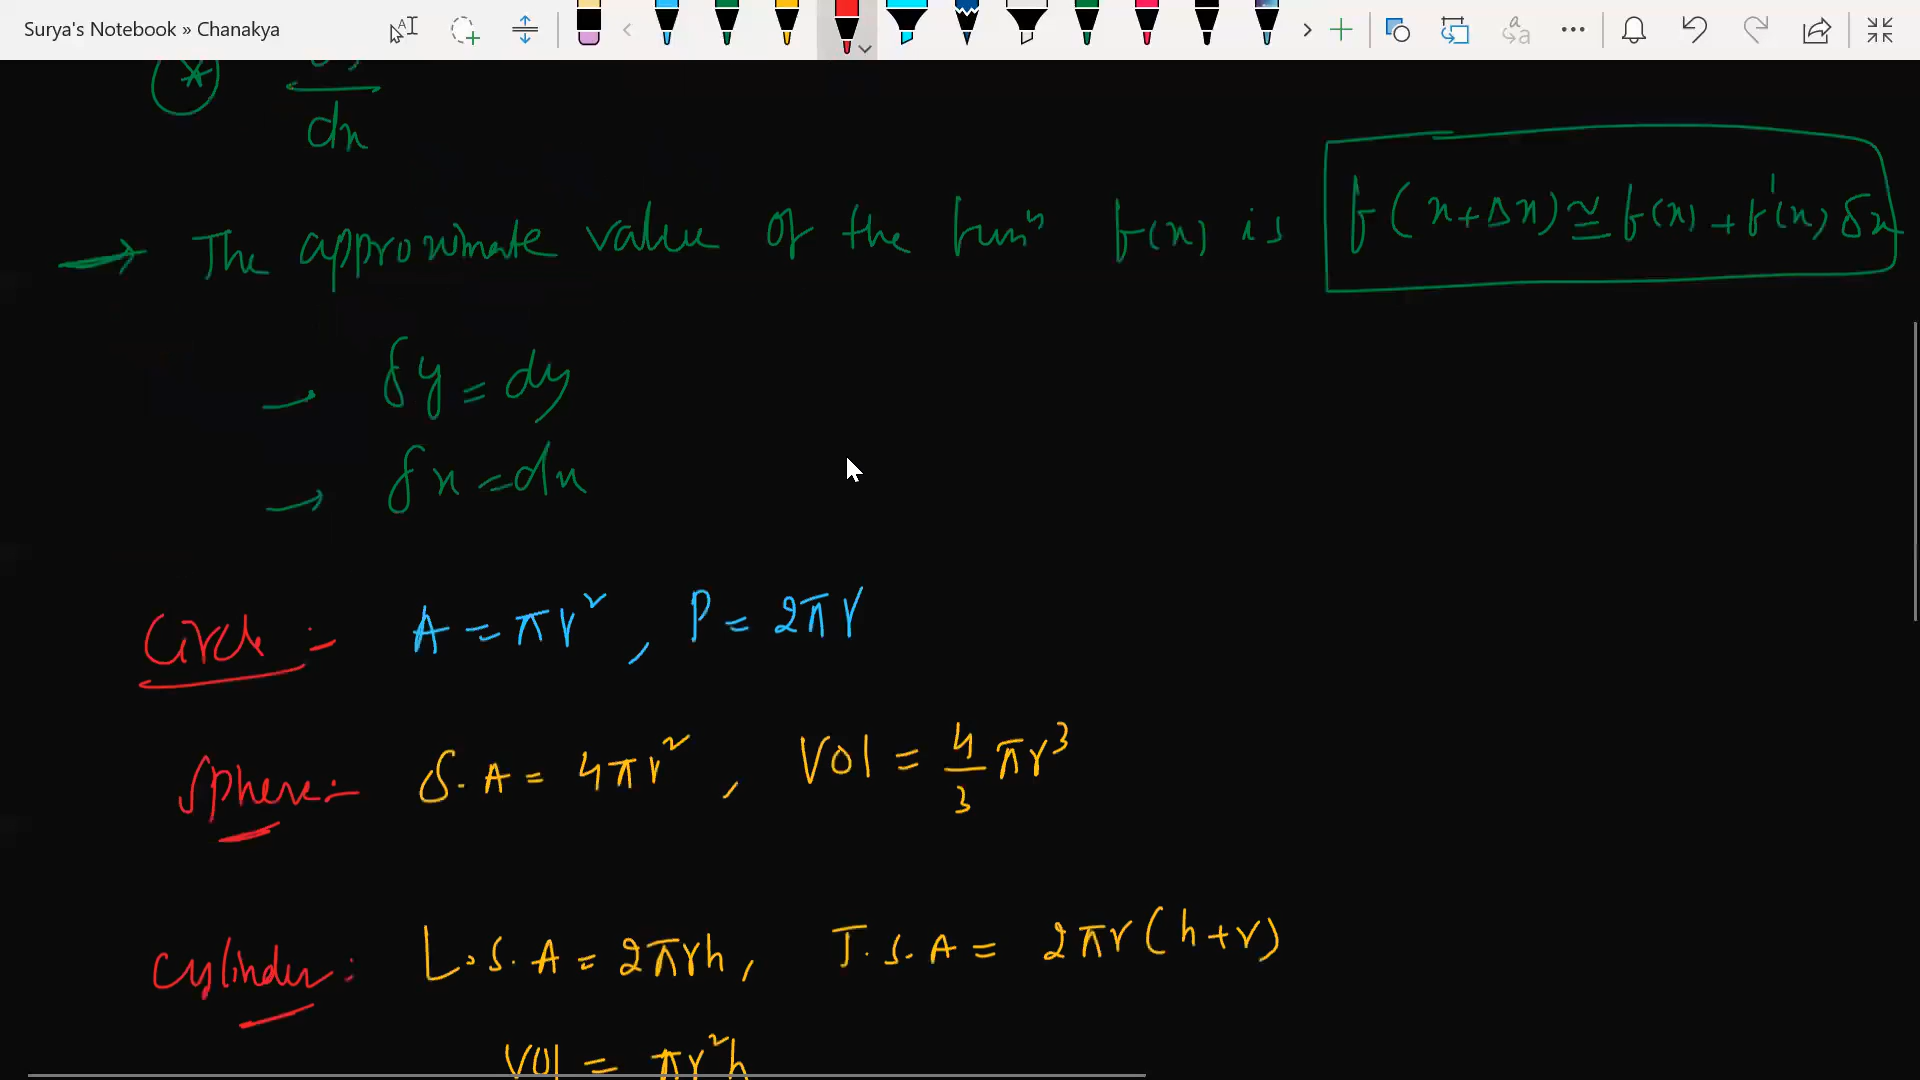 Surya's Notebook » Chanakya
* dx
→ The approximate value of the funⁿ f(x) is f(x+Δx) ≅ f(x) + f'(x) δx
→ δy = dy
→ δx = dx
Circle :- A = πr² , P = 2πr
Sphere :- S.A = 4πr² , Vol = 4/3 πr³
Cylinder : L.S.A = 2πrh, T.S.A = 2πr(h+r)
Vol = πr²h